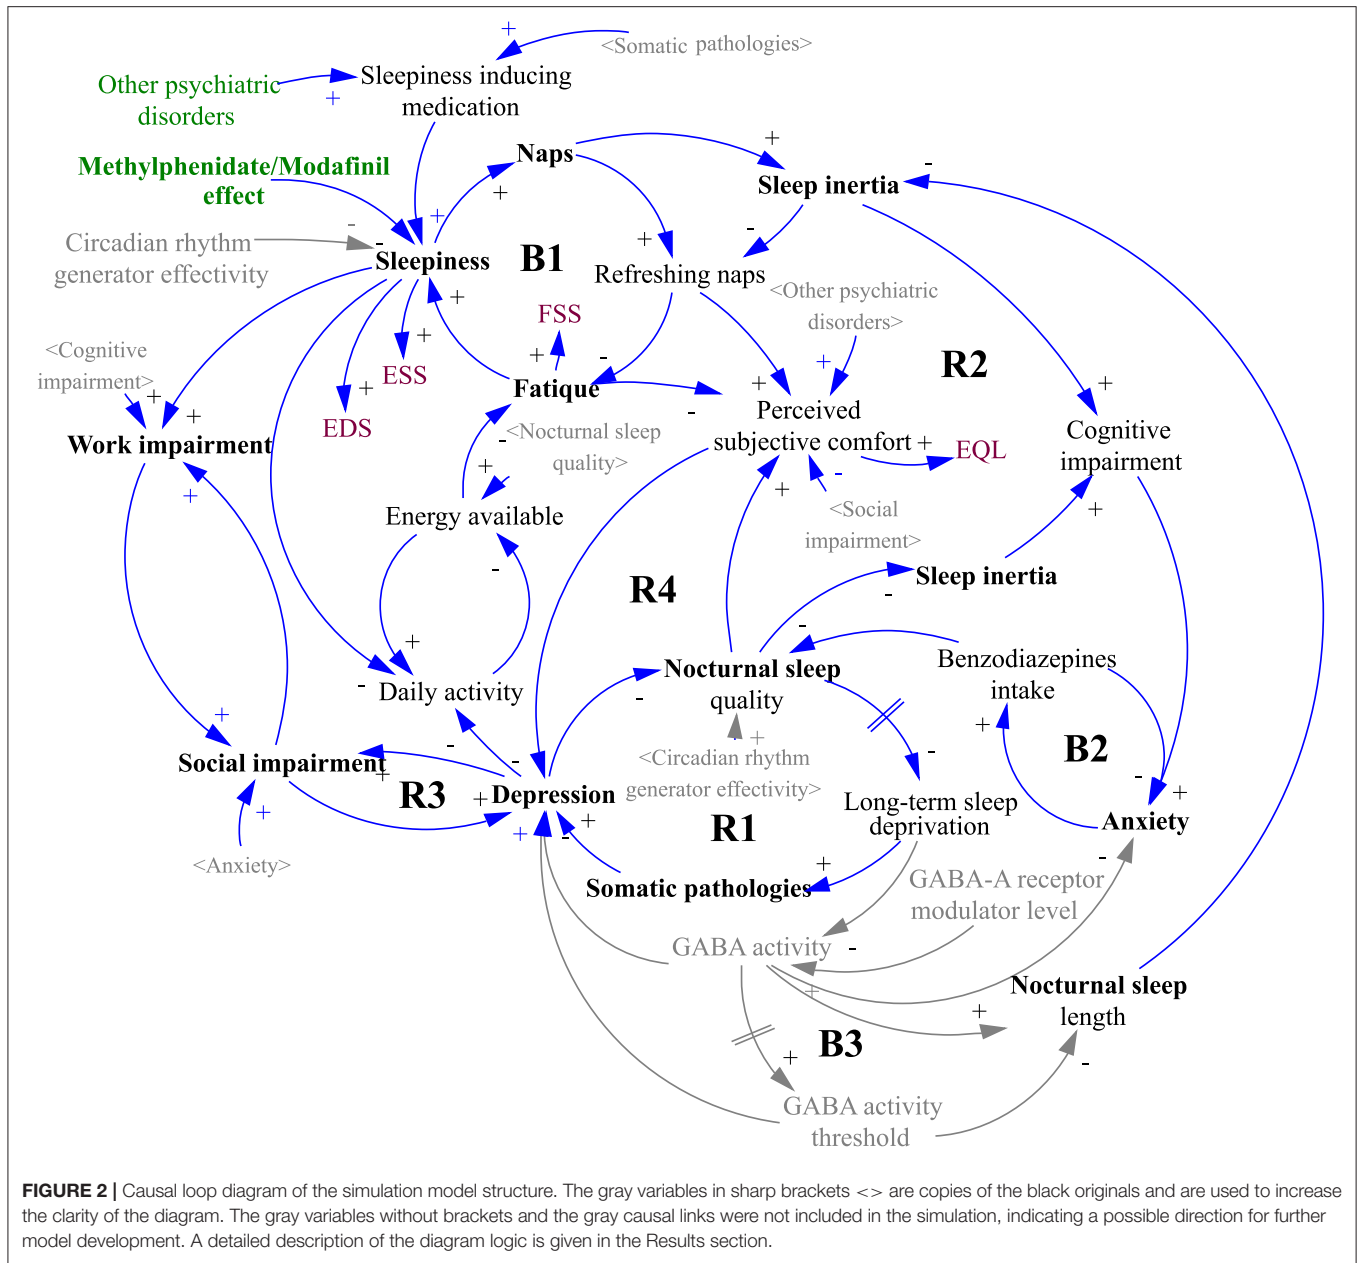 +
<Somatic pathologies>
Other psychiatric
disorders
+
Sleepiness inducing
medication
Methylphenidate/Modafinil
effect
Naps
+
+
-
Sleep inertia
Circadian rhythm
generator effectivity
-
-
+
Sleepiness
B1
+
-
Refreshing naps
+
<Other psychiatric
disorders>
FSS
<Cognitive
impairment>
+
+
+
ESS
+
EDS
+
-
Fatique
-
+
+
R2
+
Perceived
subjective comfort
+
EQL
-
Cognitive
impairment
Work impairment
+
<Nocturnal sleep
quality>
-
+
Energy available
+
<Social
impairment>
+
-
R4
Sleep inertia
-
+
-
Daily activity
Nocturnal sleep
quality
-
-
Benzodiazepines
intake
+
B2
+
Social impairment
+
-
-
+
<Circadian rhythm
generator effectivity>
-
Long-term sleep
deprivation
-
+
Anxiety
R3
+
Depression
+
+
-
R1
+
<Anxiety>
+
Somatic pathologies
-
GABA-A receptor
modulator level
GABA activity
-
+
+
Nocturnal sleep
length
B3
+
-
GABA activity
threshold
FIGURE 2 | Causal loop diagram of the simulation model structure. The gray variables in sharp brackets <> are copies of the black originals and are used to increase
the clarity of the diagram. The gray variables without brackets and the gray causal links were not included in the simulation, indicating a possible direction for further
model development. A detailed description of the diagram logic is given in the Results section.